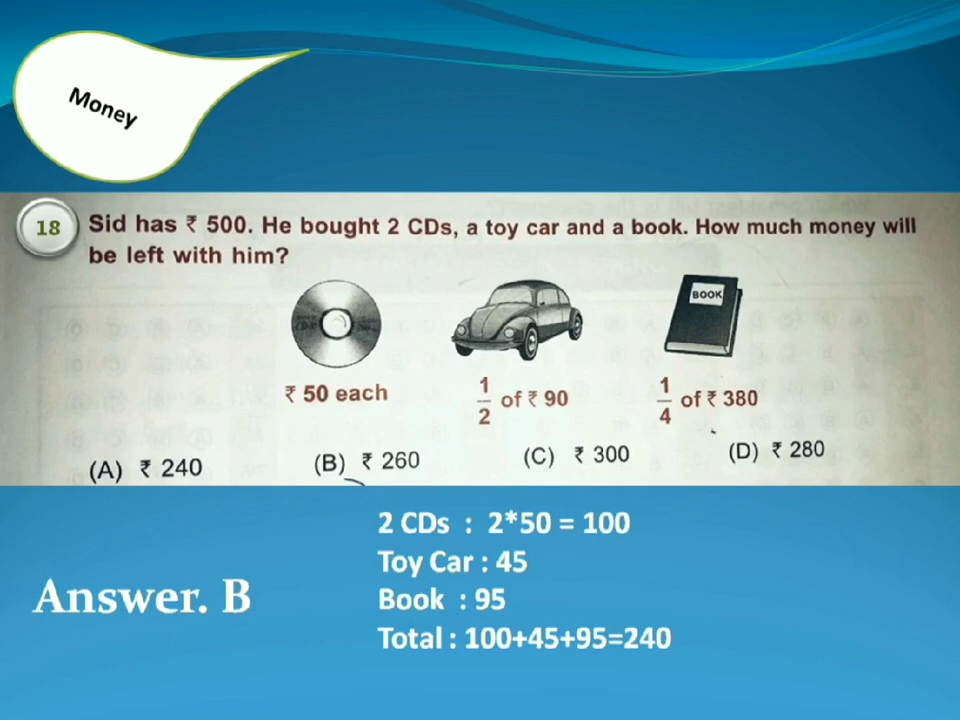 Money
18
Sid has ₹ 500. He bought 2 CDs, a toy car and a book. How much money will
be left with him?
BOOK
₹ 50 each
1/2 of ₹ 90
1/4 of ₹ 380
(A) ₹ 240
(B) ₹ 260
(C) ₹ 300
(D) ₹ 280
2 CDs : 2*50 = 100
Toy Car : 45
Book : 95
Total : 100+45+95=240
Answer. B